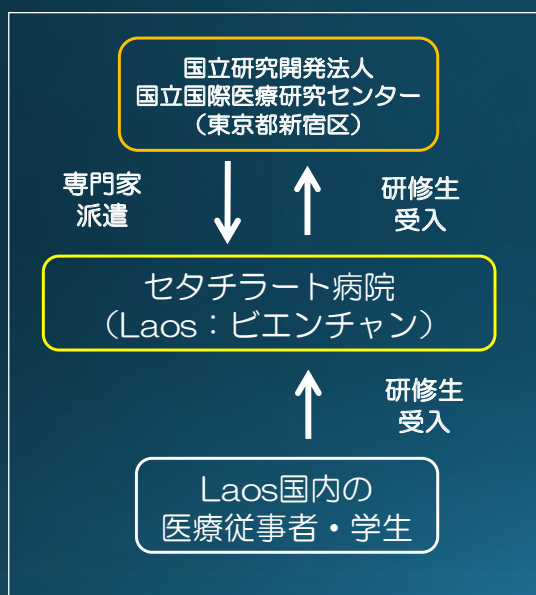 国立研究開発法人
国立国際医療研究センター
（東京都新宿区）
専門家
派遣
研修生
受入
セタチラート病院
（Laos：ビエンチャン）
研修生
受入
Laos国内の
医療従事者・学生